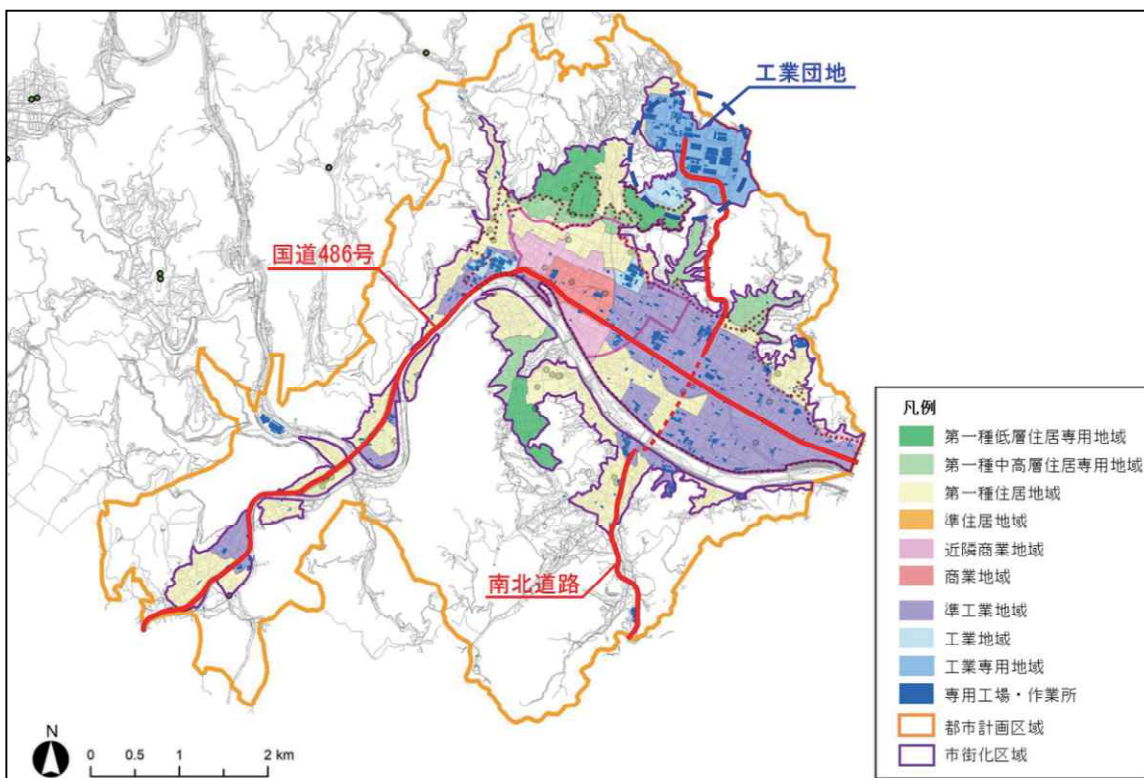 工業団地
国道486号
南北道路
凡例
第一種低層住居専用地域
第一種中高層住居専用地域
第一種住居地域
準住居地域
近隣商業地域
商業地域
準工業地域
工業地域
工業専用地域
専用工場・作業所
都市計画区域
市街化区域
N
0 0.5 1 2 km